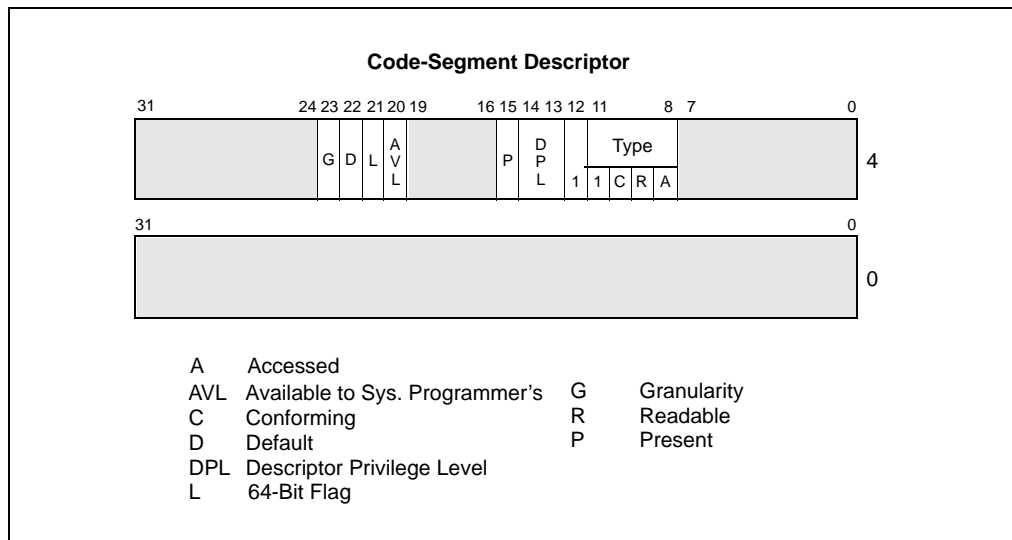 Code-Segment Descriptor
31 24 23 22 21 20 19 16 15 14 13 12 11 8 7 0
G D L AVL P DPL Type 4
1 1 C R A
31 0
0
A Accessed
AVL Available to Sys. Programmer’s G Granularity
C Conforming R Readable
D Default P Present
DPL Descriptor Privilege Level
L 64-Bit Flag